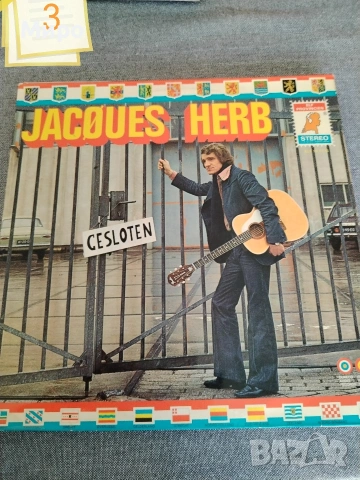 3
JACQUES HERB
STEREO
GESLOTEN
BAZAR